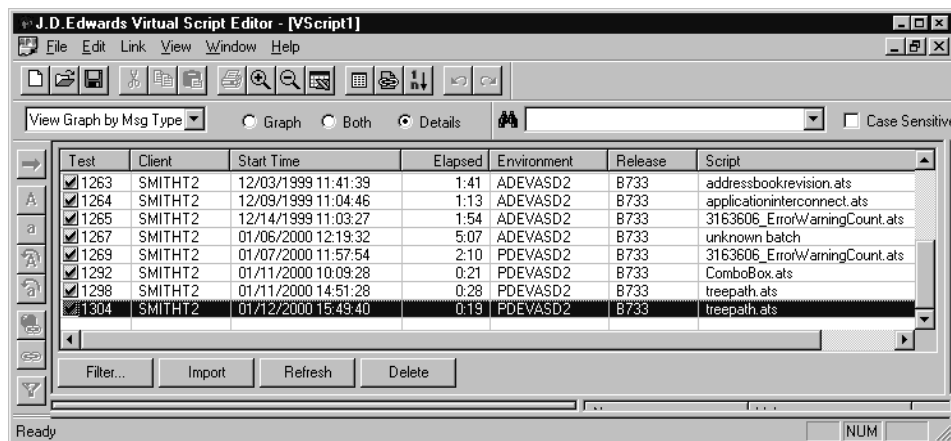 J.D.Edwards Virtual Script Editor - [VScript1]
File Edit Link View Window Help
View Graph by Msg Type Graph Both Details Case Sensitive
Test Client Start Time Elapsed Environment Release Script
1263 SMITHT2 12/03/1999 11:41:39 1:41 ADEVASD2 B733 addressbookrevision.ats
1264 SMITHT2 12/09/1999 11:04:46 1:13 ADEVASD2 B733 applicationinterconnect.ats
1265 SMITHT2 12/14/1999 11:03:27 1:54 ADEVASD2 B733 3163606_ErrorWarningCount.ats
1267 SMITHT2 01/06/2000 12:19:32 5:07 ADEVASD2 B733 unknown batch
1269 SMITHT2 01/07/2000 11:57:54 2:10 PDEVASD2 B733 3163606_ErrorWarningCount.ats
1292 SMITHT2 01/11/2000 10:09:28 0:21 PDEVASD2 B733 ComboBox.ats
1298 SMITHT2 01/11/2000 14:51:28 0:28 PDEVASD2 B733 treepath.ats
1304 SMITHT2 01/12/2000 15:49:40 0:19 PDEVASD2 B733 treepath.ats
Filter... Import Refresh Delete
Ready NUM